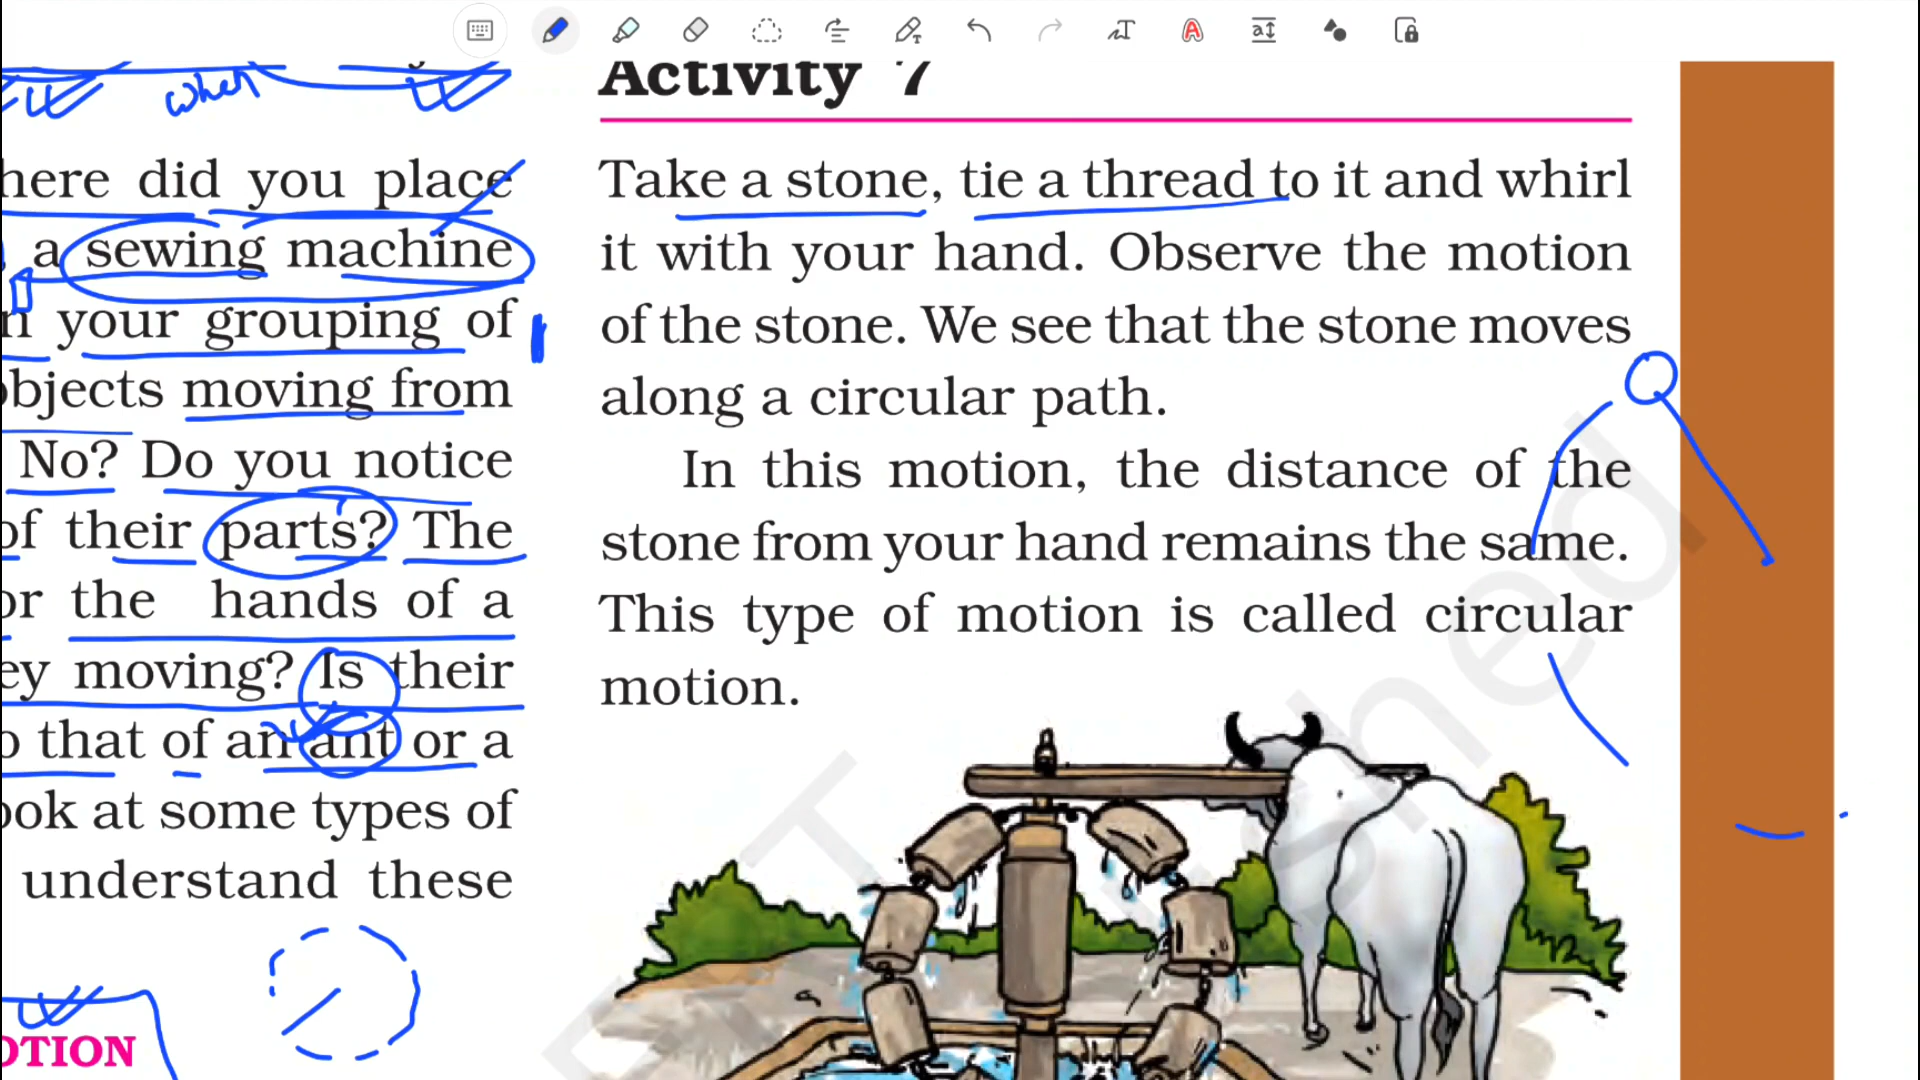 when
here did you place
a sewing machine
n your grouping of
objects moving from
No? Do you notice
of their parts? The
or the hands of a
ey moving? Is their
o that of an ant or a
ook at some types of
understand these
OTION
Activity 7
Take a stone, tie a thread to it and whirl
it with your hand. Observe the motion
of the stone. We see that the stone moves
along a circular path.
In this motion, the distance of the
stone from your hand remains the same.
This type of motion is called circular
motion.